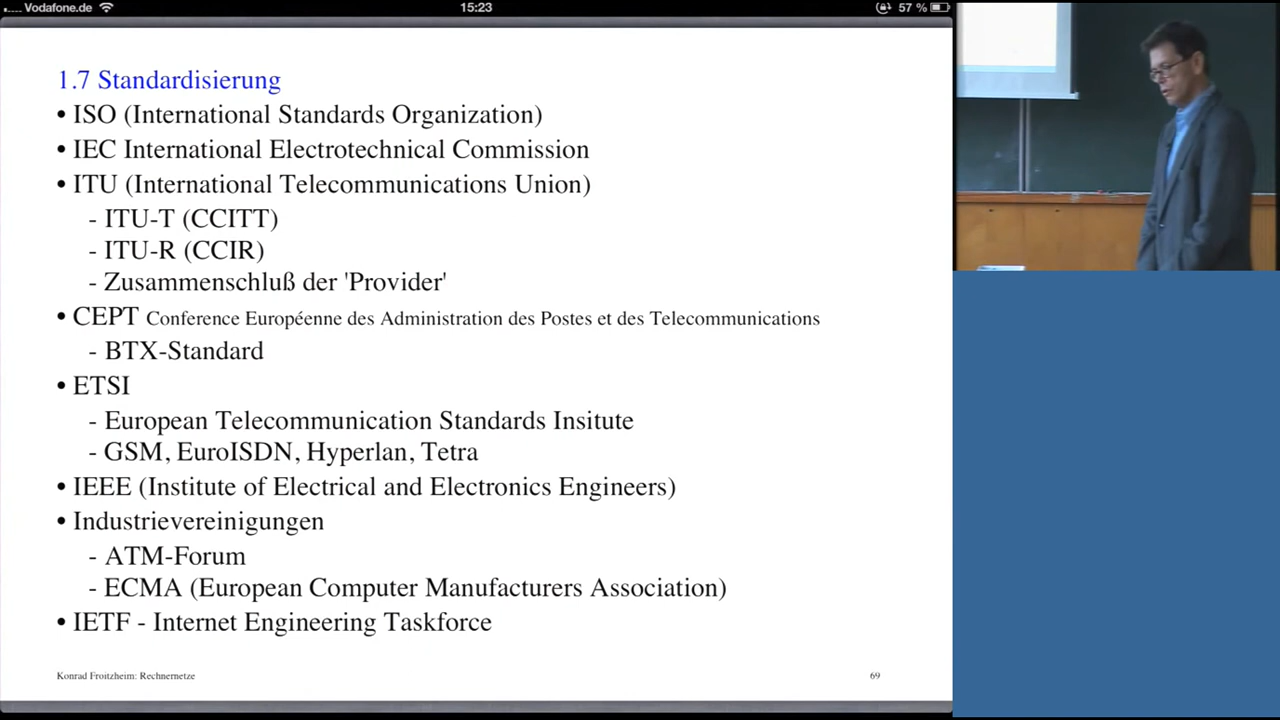 Vodafone.de 15:23 57 %
1.7 Standardisierung
• ISO (International Standards Organization)
• IEC International Electrotechnical Commission
• ITU (International Telecommunications Union)
- ITU-T (CCITT)
- ITU-R (CCIR)
- Zusammenschluß der 'Provider'
• CEPT Conference Européenne des Administration des Postes et des Telecommunications
- BTX-Standard
• ETSI
- European Telecommunication Standards Insitute
- GSM, EuroISDN, Hyperlan, Tetra
• IEEE (Institute of Electrical and Electronics Engineers)
• Industrievereinigungen
- ATM-Forum
- ECMA (European Computer Manufacturers Association)
• IETF - Internet Engineering Taskforce
Konrad Froitzheim: Rechnernetze 69